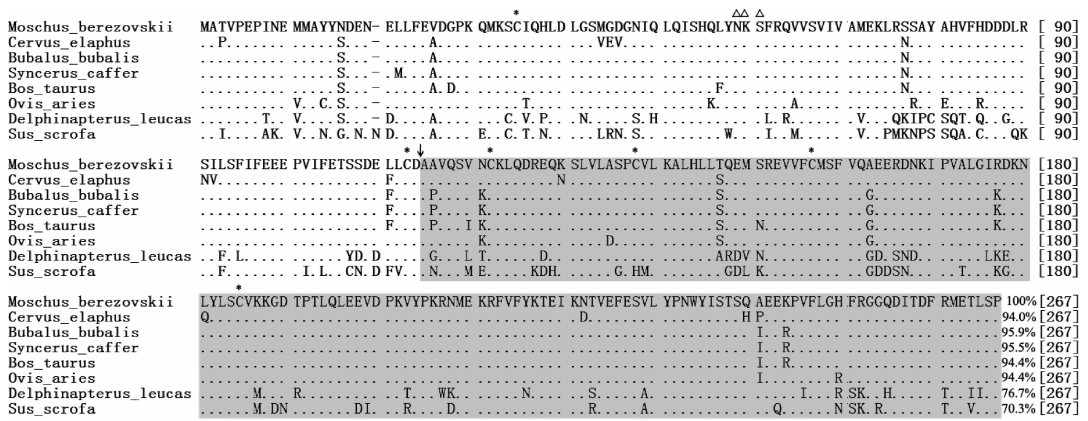 * △△ △
Moschus_berezovskii MATVPEPINE MMAYYNDEN- ELLFEVDGPK QMKSCIQHLD LGSMGDGNIQ LQISHQLYNK SFRQVVSVIV AMEKLRSSAY AHVFHDDDLR [ 90]
Cervus_elaphus ..P....... .....S...- .....A.... .......... ...GEV.... .......... .......... ......N... .......... [ 90]
Bubalus_bubalis .......... .....S...- .....A.... .......... .......... .......... .......... ......N... .......... [ 90]
Syncerus_caffer .......... .....S...- .L...A.... .......... .......... .......... .......... ......N... .......... [ 90]
Bos_taurus .......... .....S...- .....A.D.. .......... .......... ......F... .......... ......N... .......... [ 90]
Ovis_aries .......... V..C.S...- .......... .....T.... .......... .....K.... ....A..... .......R.. E...R..... [ 90]
Delphinapterus_leucas .......T.. V....S...- D....A.... ...C.V.P.. .N.....S.H .......... .L.R...... .V...QKIPC SQT..Q..G. [ 90]
Sus_scrofa ..I....AK. V..N.G.N.N D....A.... E..C.T.N.. ...LRN.S.. .......W.. .I..M..... .V..PMKNPS SQA..C..QK [ 90]
* ↓ * * *
Moschus_berezovskii SILSFIFEEE PVIFETSSDE LLCDAAVQSV NCKLQDREQK SLVLASPCVL KALHLLTQEM SREVVFCMSF VQAEERDNKI PVALGIRDKN [180]
Cervus_elaphus NV........ .......... F......... .........N .......... ......S... .......... .......... .......... [180]
Bubalus_bubalis .......... .......... F....P.... K......... .......... ......S... .......... ...G...... .......K.. [180]
Syncerus_caffer .......... .......... F....P.... K......... .......... ......S... .......... ...G...... .......K.. [180]
Bos_taurus .......... .......... F....P...I K......... .......... ......S... N......... ...G...... .......K.. [180]
Ovis_aries .......... .......... .......... K......... ....D..... ......S... .......... ...G...... .......... [180]
Delphinapterus_leucas ..F.L..... ......YD.D .....G...L T......D.. .......... ......ARDV .......... ...GD.SND. ......LKE. [180]
Sus_scrofa ..F....... .I.L..CN.D FV...N...M E.....KDH. .....G.HM. .......GDL K......... ...GDDSN.. ...T..KG.. [180]
*
Moschus_berezovskii LYLSCVKKGD TPTLQLEEVD PKVYPKRNME KRFVFYKTEI KNTVEFESVL YPNWYISTSQ AEEKPVFLGH FRGGQDITDF RMETLSP 100% [267]
Cervus_elaphus Q......... .......... .......... .......... .D........ .........H P......... .......... ....... 94.0% [267]
Bubalus_bubalis .......... .......... .......... .......... .......... .......... I..R...... .......... ....... 95.9% [267]
Syncerus_caffer .......... .......... .......... .......... .......... .......... I..R...... .......... ....... 95.5% [267]
Bos_taurus .......... .......... .......... .......... .......... .......... I..R...... .......... ....... 94.4% [267]
Ovis_aries .......... .......... .......... .......... .......... .......... I........R .......... ....... 94.4% [267]
Delphinapterus_leucas ......M... R......... ..T...WK.. .....N.... ..S.....A. .......... .....I...R .SK.H..... T..II.. 76.7% [267]
Sus_scrofa ......M.DN .......DI. ..R....D.. .......... ..R.....A. .......... ..Q......N .SK.R..... T..V... 70.3% [267]